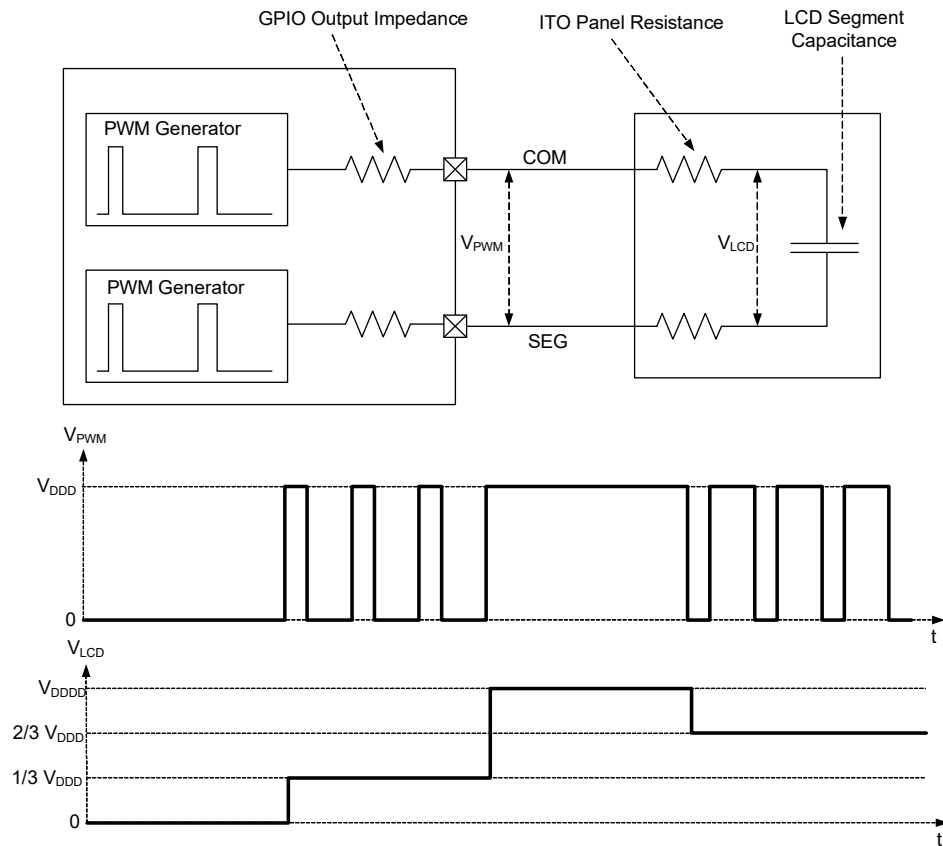 GPIO Output Impedance
ITO Panel Resistance
LCD Segment
Capacitance
PWM Generator
COM
VPWM
VLCD
PWM Generator
SEG
VPWM
VDDD
0
t
VLCD
VDDDD
2/3 VDDD
1/3 VDDD
0
t